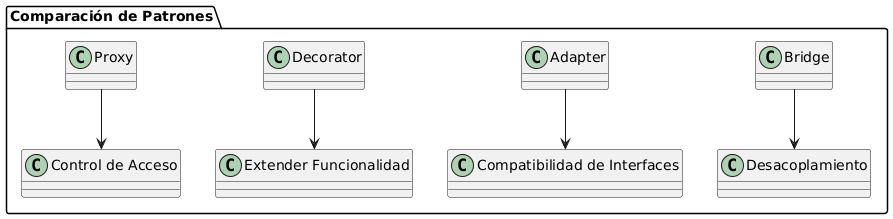 Comparación de Patrones
C Proxy
C Decorator
C Adapter
C Bridge
C Control de Acceso
C Extender Funcionalidad
C Compatibilidad de Interfaces
C Desacoplamiento